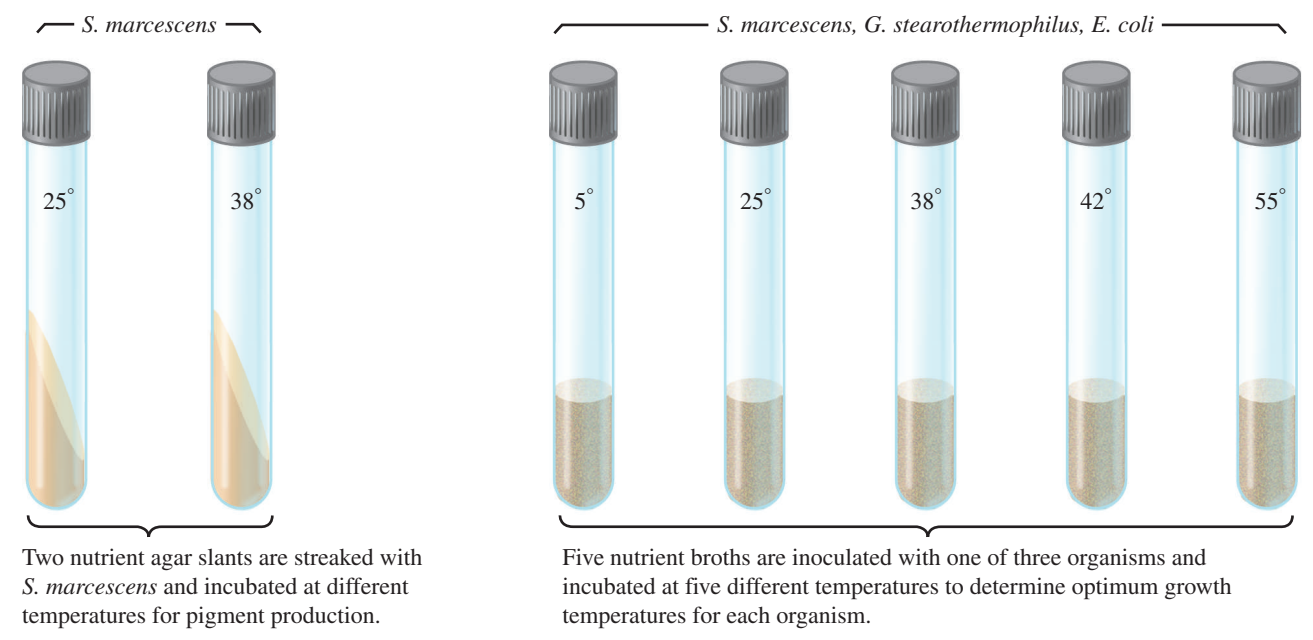 S. marcescens
S. marcescens, G. stearothermophilus, E. coli
25°
38°
5°
25°
38°
42°
55°
Two nutrient agar slants are streaked with
S. marcescens and incubated at different
temperatures for pigment production.
Five nutrient broths are inoculated with one of three organisms and
incubated at five different temperatures to determine optimum growth
temperatures for each organism.